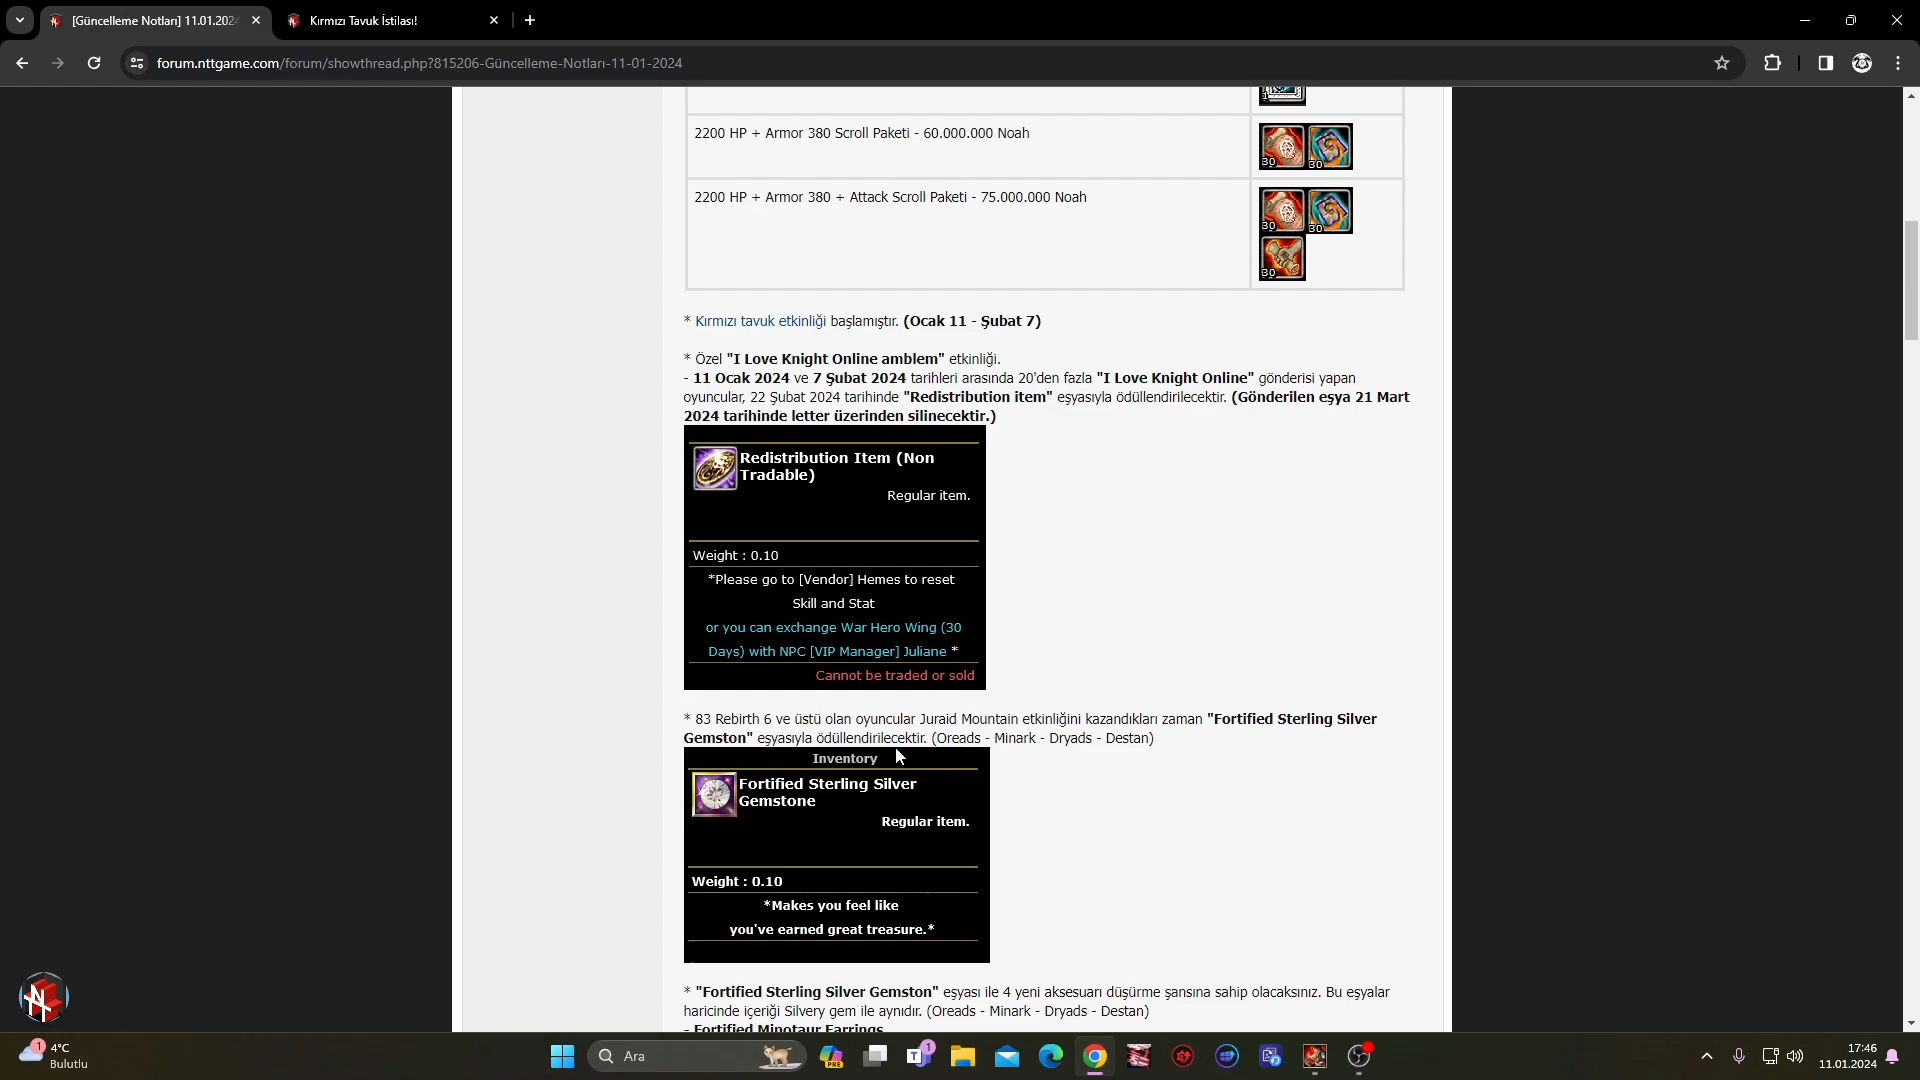 [Güncelleme Notları] 11.01.2024
Kırmızı Tavuk İstilası!
forum.nttgame.com/forum/showthread.php?815206-Güncelleme-Notları-11-01-2024
2200 HP + Armor 380 Scroll Paketi - 60.000.000 Noah
30
30
2200 HP + Armor 380 + Attack Scroll Paketi - 75.000.000 Noah
30
30
30
* Kırmızı tavuk etkinliği başlamıştır. (Ocak 11 - Şubat 7)
* Özel "I Love Knight Online amblem" etkinliği.
- 11 Ocak 2024 ve 7 Şubat 2024 tarihleri arasında 20'den fazla "I Love Knight Online" gönderisi yapan
oyuncular, 22 Şubat 2024 tarihinde "Redistribution item" eşyasıyla ödüllendirilecektir. (Gönderilen eşya 21 Mart
2024 tarihinde letter üzerinden silinecektir.)
Redistribution Item (Non
Tradable)
Regular item.
Weight : 0.10
*Please go to [Vendor] Hemes to reset
Skill and Stat
or you can exchange War Hero Wing (30
Days) with NPC [VIP Manager] Juliane *
Cannot be traded or sold
* 83 Rebirth 6 ve üstü olan oyuncular Juraid Mountain etkinliğini kazandıkları zaman "Fortified Sterling Silver
Gemston" eşyasıyla ödüllendirilecektir. (Oreads - Minark - Dryads - Destan)
Inventory
Fortified Sterling Silver
Gemstone
Regular item.
Weight : 0.10
*Makes you feel like
you've earned great treasure.*
* "Fortified Sterling Silver Gemston" eşyası ile 4 yeni aksesuarı düşürme şansına sahip olacaksınız. Bu eşyalar
haricinde içeriği Silvery gem ile aynıdır. (Oreads - Minark - Dryads - Destan)
- Fortified Minotaur Earrings
1
4°C
Bulutlu
Ara
PRE
1
17:46
11.01.2024